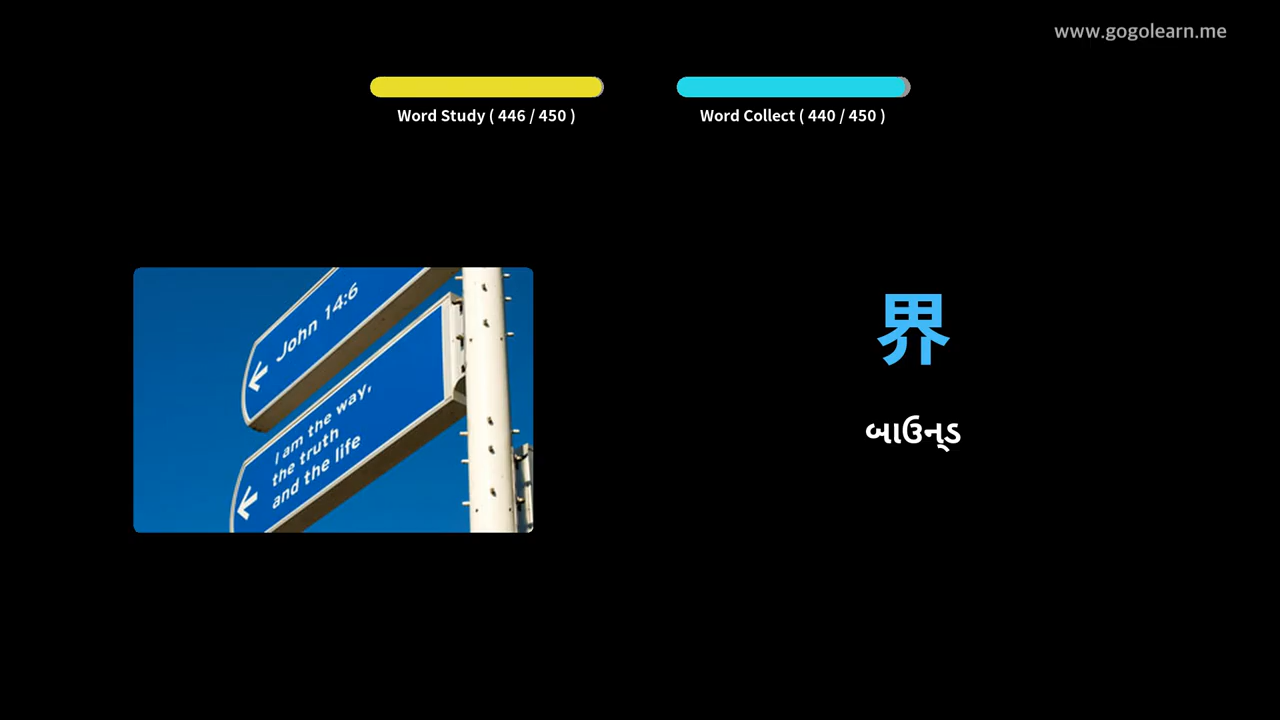 www.gogolearn.me
Word Study ( 446 / 450 )
Word Collect ( 440 / 450 )
John 14:6
I am the way,
the truth
and the life
界
બાઉન્ડ